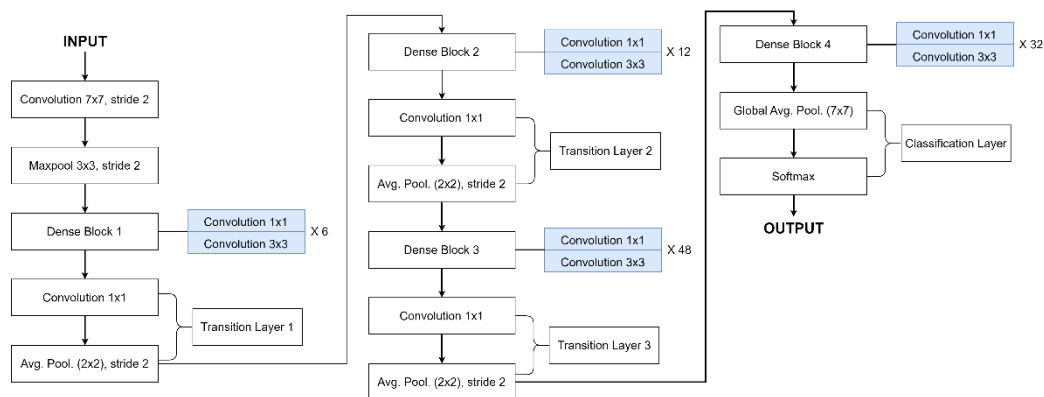 INPUT
Convolution 7x7, stride 2
Maxpool 3x3, stride 2
Dense Block 1
Convolution 1x1
Convolution 3x3
X 6
Convolution 1x1
Transition Layer 1
Avg. Pool. (2x2), stride 2
Dense Block 2
Convolution 1x1
Convolution 3x3
X 12
Convolution 1x1
Transition Layer 2
Avg. Pool. (2x2), stride 2
Dense Block 3
Convolution 1x1
Convolution 3x3
X 48
Convolution 1x1
Transition Layer 3
Avg. Pool. (2x2), stride 2
Dense Block 4
Convolution 1x1
Convolution 3x3
X 32
Global Avg. Pool. (7x7)
Classification Layer
Softmax
OUTPUT